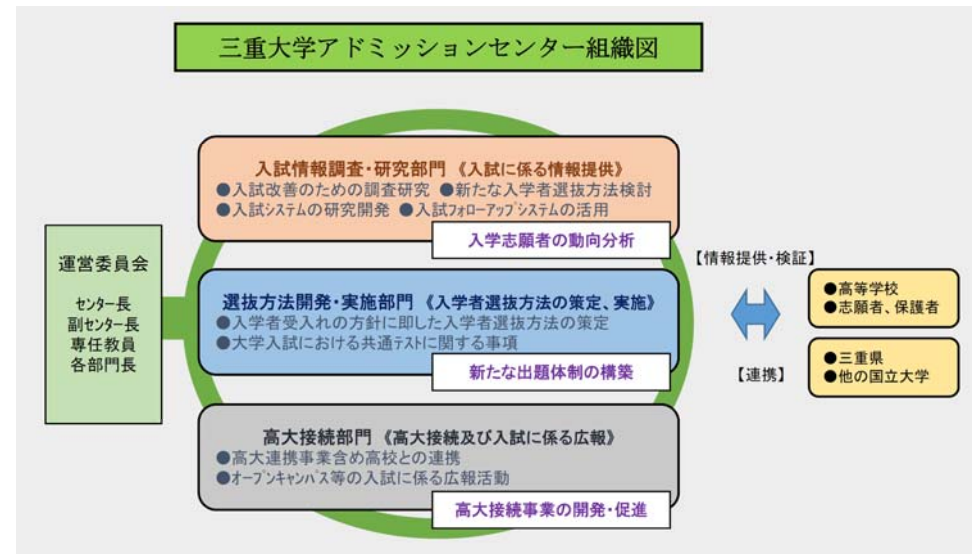 三重大学アドミッションセンター組織図
運営委員会
センター長
副センター長
専任教員
各部門長
入試情報調査・研究部門 《入試に係る情報提供》
●入試改善のための調査研究 ●新たな入学者選抜方法検討
●入試システムの研究開発 ●入試フォローアップシステムの活用
入学志願者の動向分析
選抜方法開発・実施部門 《入学者選抜方法の策定、実施》
●入学者受入れの方針に即した入学者選抜方法の策定
●大学入試における共通テストに関する事項
新たな出題体制の構築
高大接続部門 《高大接続及び入試に係る広報》
●高大連携事業含め高校との連携
●オープンキャンパス等の入試に係る広報活動
高大接続事業の開発・促進
【情報提供・検証】
●高等学校
●志願者、保護者
【連携】
●三重県
●他の国立大学